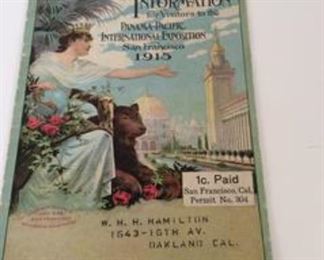 INFORMATION
for Visitors to the
PANAMA-PACIFIC
INTERNATIONAL EXPOSITION
San Francisco
1915
1c. Paid
San Francisco, Cal.
Permit No. 304
W. H. H. HAMILTON
1543-16TH AV.
OAKLAND CAL.